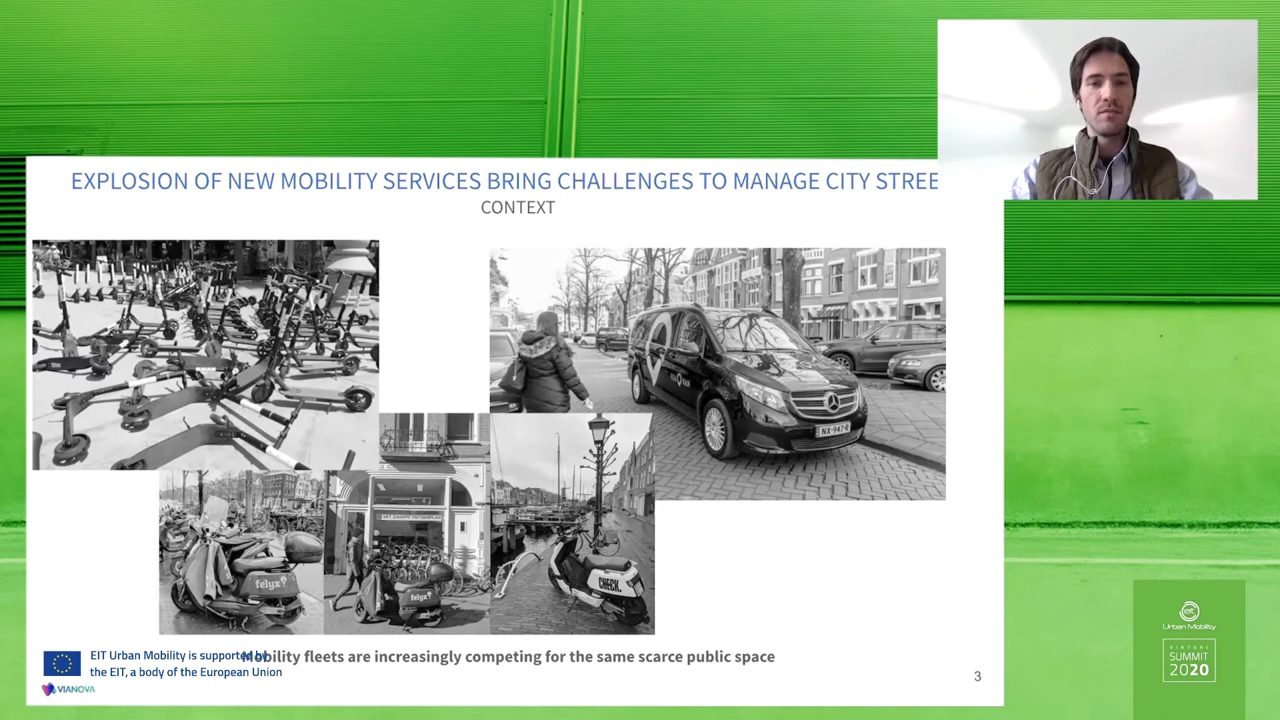 EXPLOSION OF NEW MOBILITY SERVICES BRING CHALLENGES TO MANAGE CITY STREE
CONTEXT
NX-947-R
felyx
felyx
CHECK.
Mobility fleets are increasingly competing for the same scarce public space
EIT Urban Mobility is supported by
the EIT, a body of the European Union
VIANOVA
3
eit
Urban Mobility
VIRTUAL
SUMMIT
2020